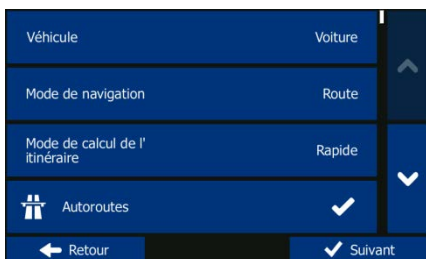 Véhicule Voiture
Mode de navigation Route
Mode de calcul de l'
itinéraire Rapide
Autoroutes
Retour Suivant